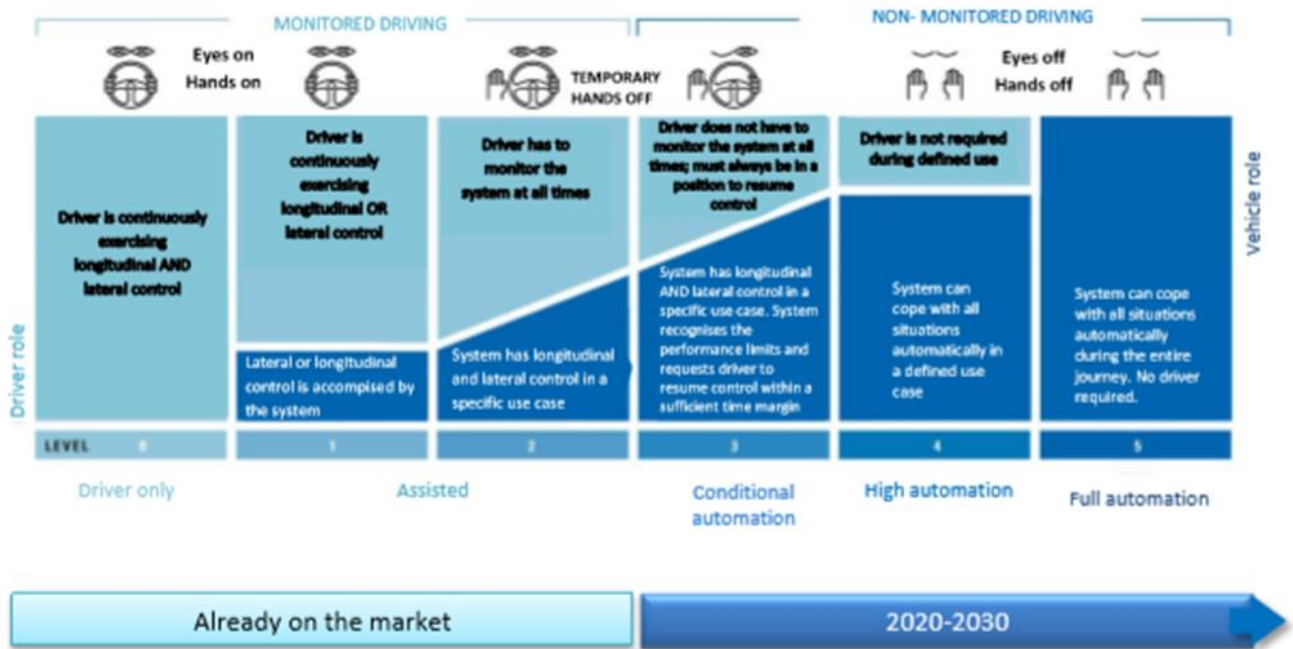 MONITORED DRIVING
NON- MONITORED DRIVING
Eyes on
Hands on
TEMPORARY
HANDS OFF
Eyes off
Hands off
Driver is continuously
exercising
longitudinal AND
lateral control
Driver is
continuously
exercising
longitudinal OR
lateral control
Driver has to
monitor the
system at all times
Driver does not have to
monitor the system at all
times; must always be in a
position to resume
control
Driver is not required
during defined use
Lateral or longitudinal
control is accompised by
the system
System has longitudinal
and lateral control in a
specific use case
System has longitudinal
AND lateral control in a
specific use case. System
recognises the
performance limits and
requests driver to
resume control within a
sufficient time margin
System can
cope with all
situations
automatically in
a defined use
case
System can cope
with all situations
automatically
during the entire
journey. No driver
required.
Driver role
Vehicle role
LEVEL 0 1 2 3 4 5
Driver only
Assisted
Conditional
automation
High automation
Full automation
Already on the market
2020-2030